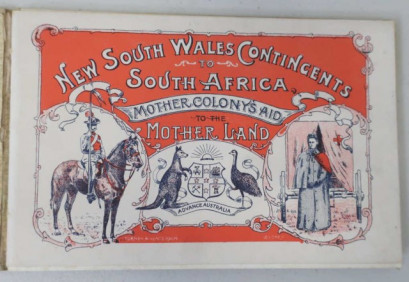 NEW SOUTH WALES CONTINGENTS
TO
SOUTH AFRICA.
MOTHER COLONY'S AID
TO THE
MOTHER LAND
ADVANCE AUSTRALIA